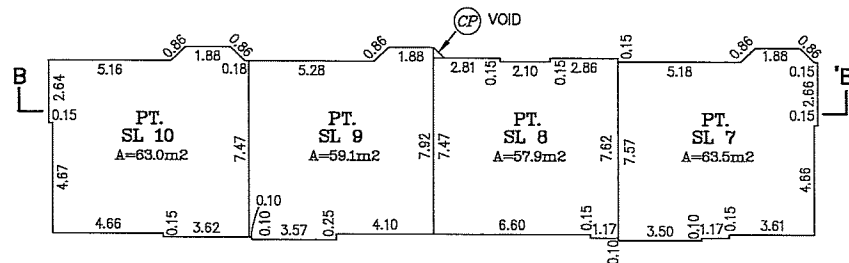 CP VOID
0.86 1.88 0.86 0.86 1.88 0.86 1.88 0.86
B 5.16 0.18 5.28 2.81 0.15 2.10 0.15 2.86 0.15 5.18 0.15 "B
2.64 0.15 2.66 0.15
PT. PT. PT. PT.
SL 10 SL 9 SL 8 SL 7
A=63.0m2 A=59.1m2 A=57.9m2 A=63.5m2
4.67 7.47 7.92 7.47 7.62 7.57 4.66
0.10
4.66 0.15 3.62 0.10 3.57 0.25 4.10 6.60 0.15 1.17 0.10 3.50 0.10 1.17 0.15 3.61